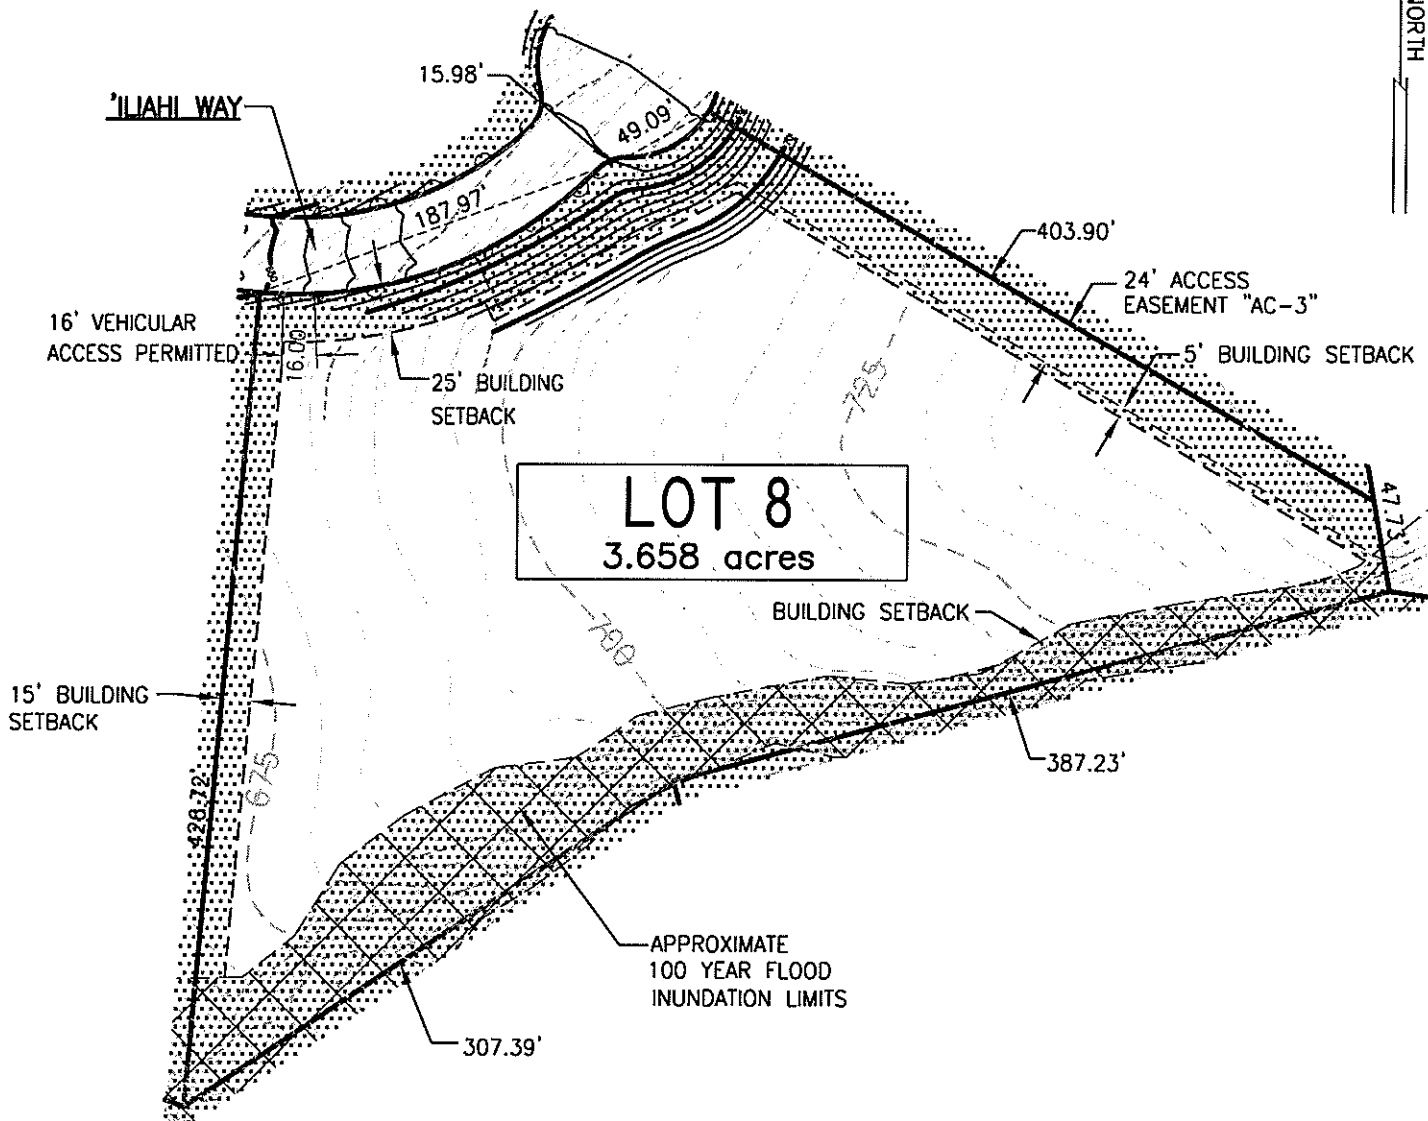 NORTH
15.98'
'ILIAHI WAY
49.09'
187.97'
403.90'
24' ACCESS
EASEMENT "AC-3"
16' VEHICULAR
ACCESS PERMITTED
16.00
5' BUILDING SETBACK
25' BUILDING
SETBACK
725
LOT 8
3.658 acres
47.73'
BUILDING SETBACK
700
15' BUILDING
SETBACK
675
428.72'
387.23'
APPROXIMATE
100 YEAR FLOOD
INUNDATION LIMITS
307.39'